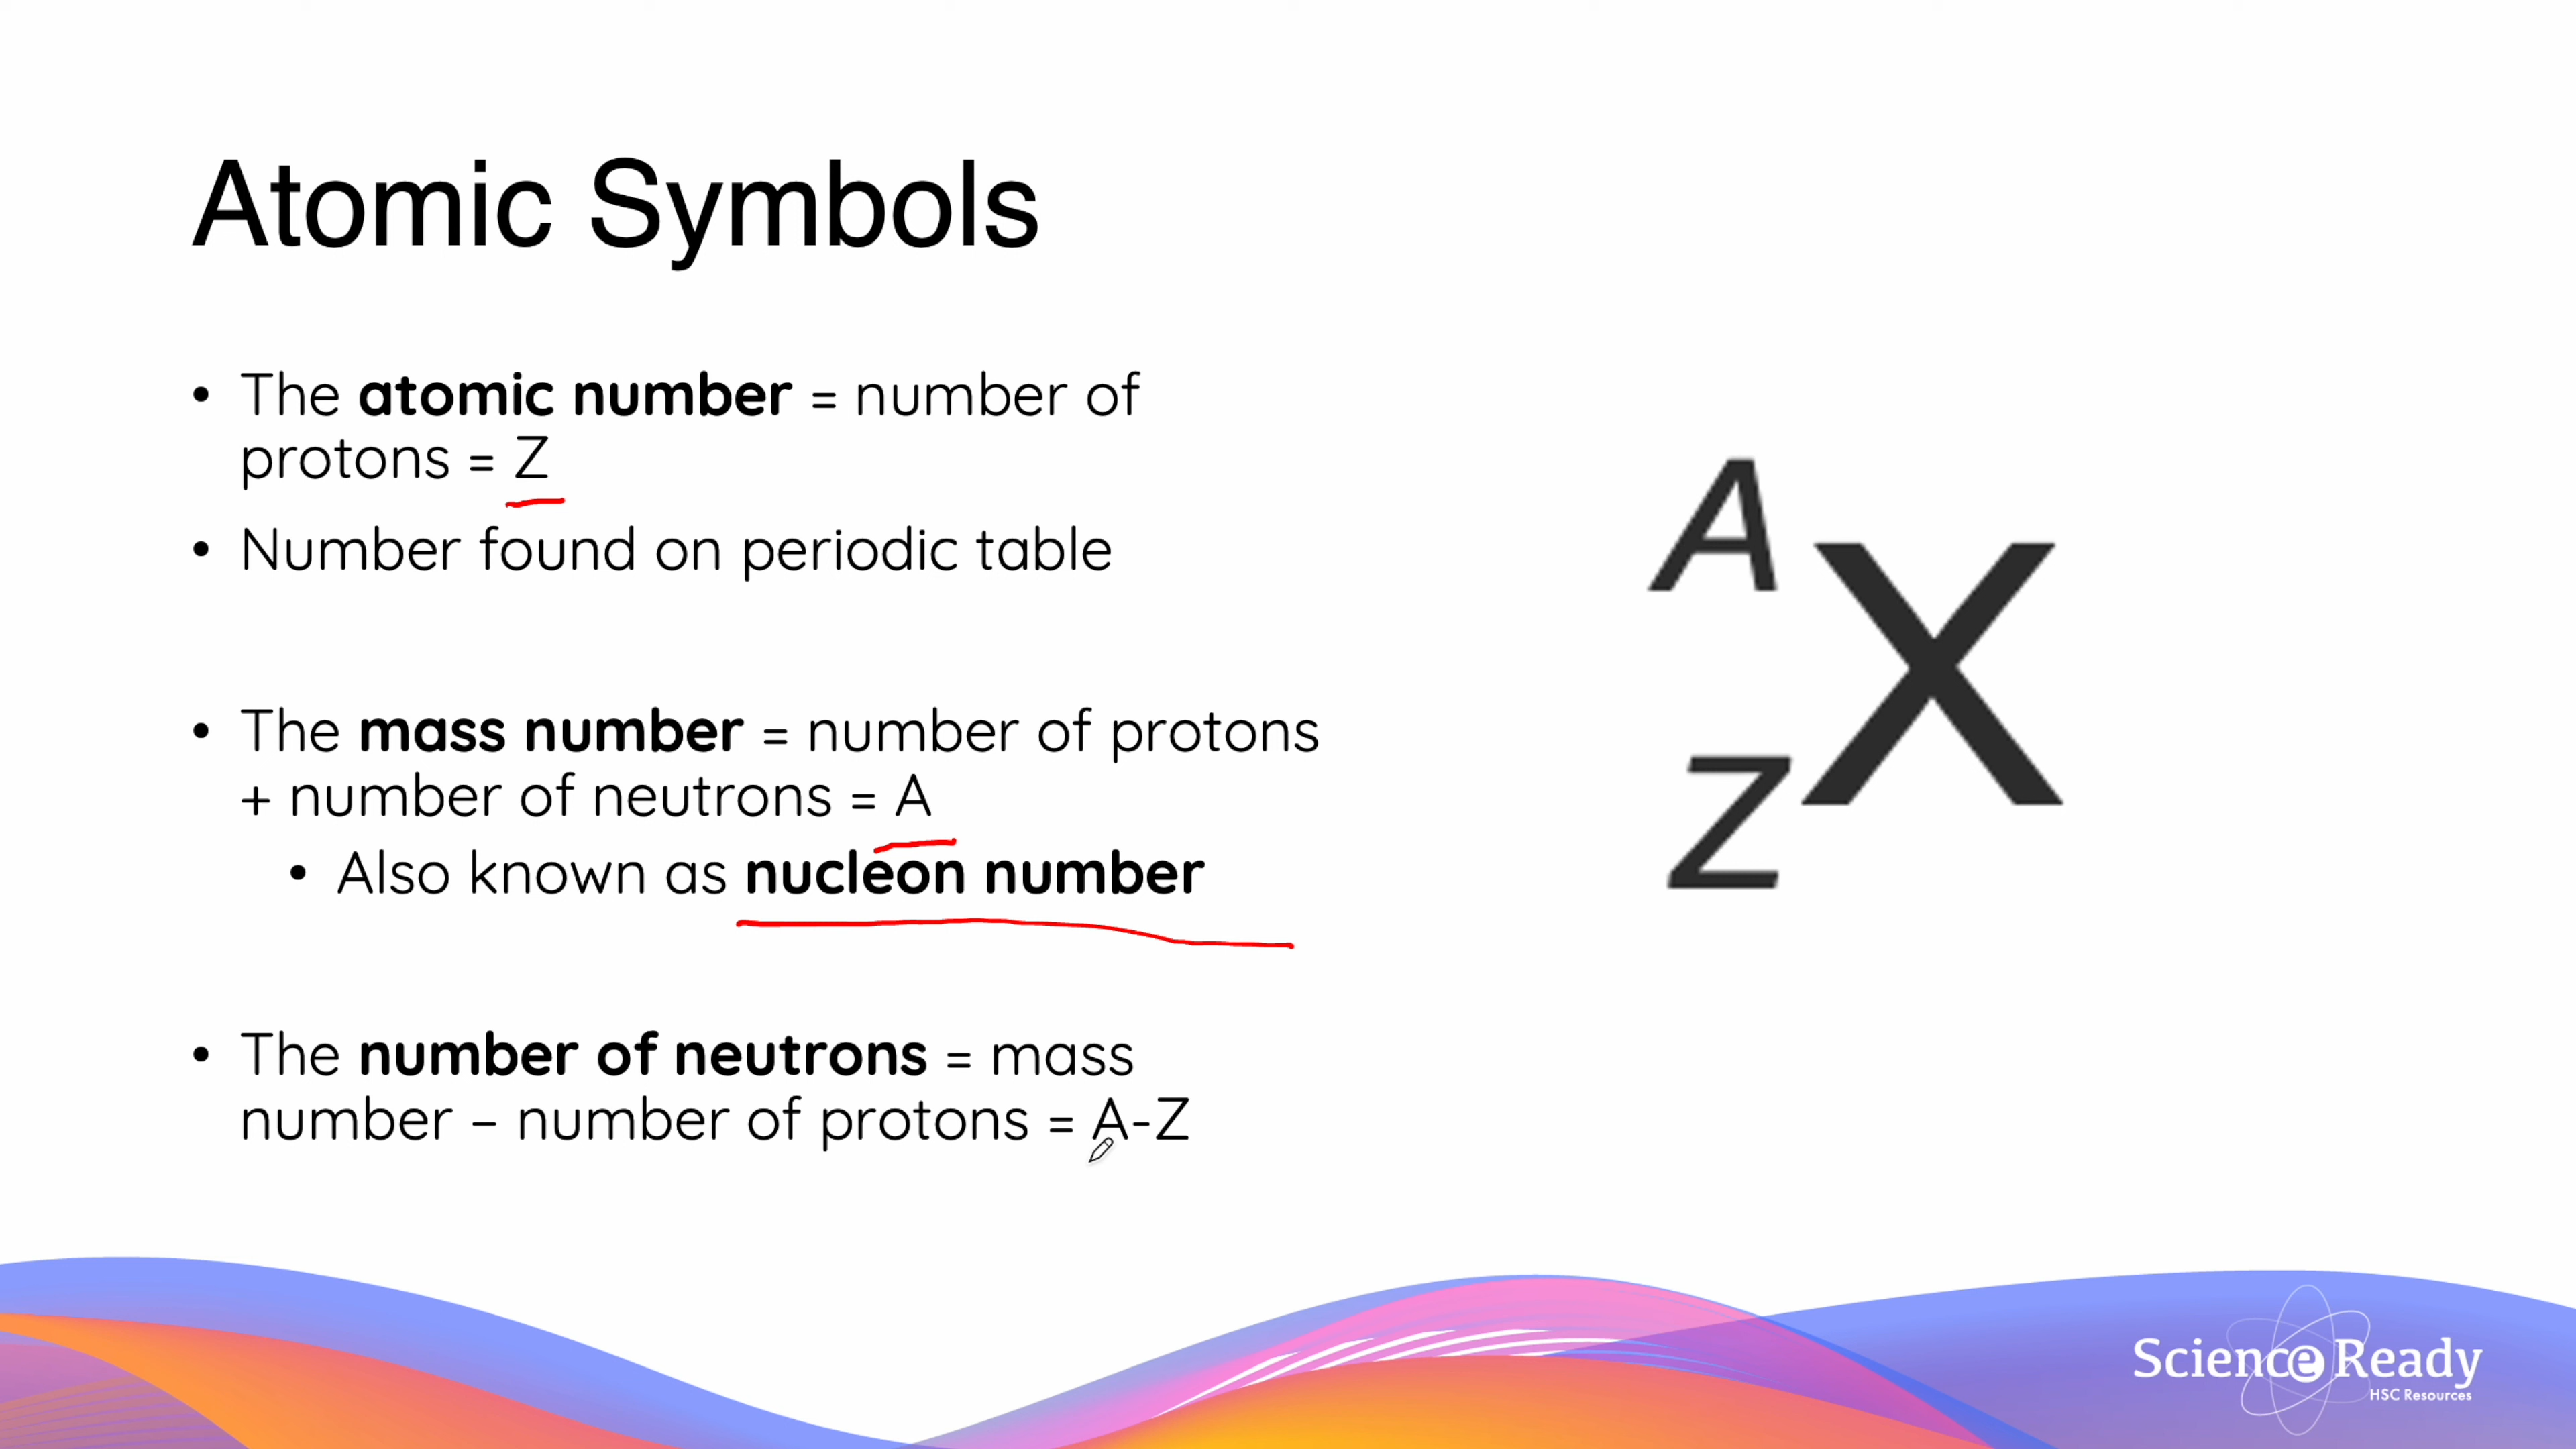 Atomic Symbols
• The atomic number = number of
protons = Z
• Number found on periodic table
• The mass number = number of protons
+ number of neutrons = A
• Also known as nucleon number
• The number of neutrons = mass
number – number of protons = A-Z
A
X
Z
Science Ready
HSC Resources